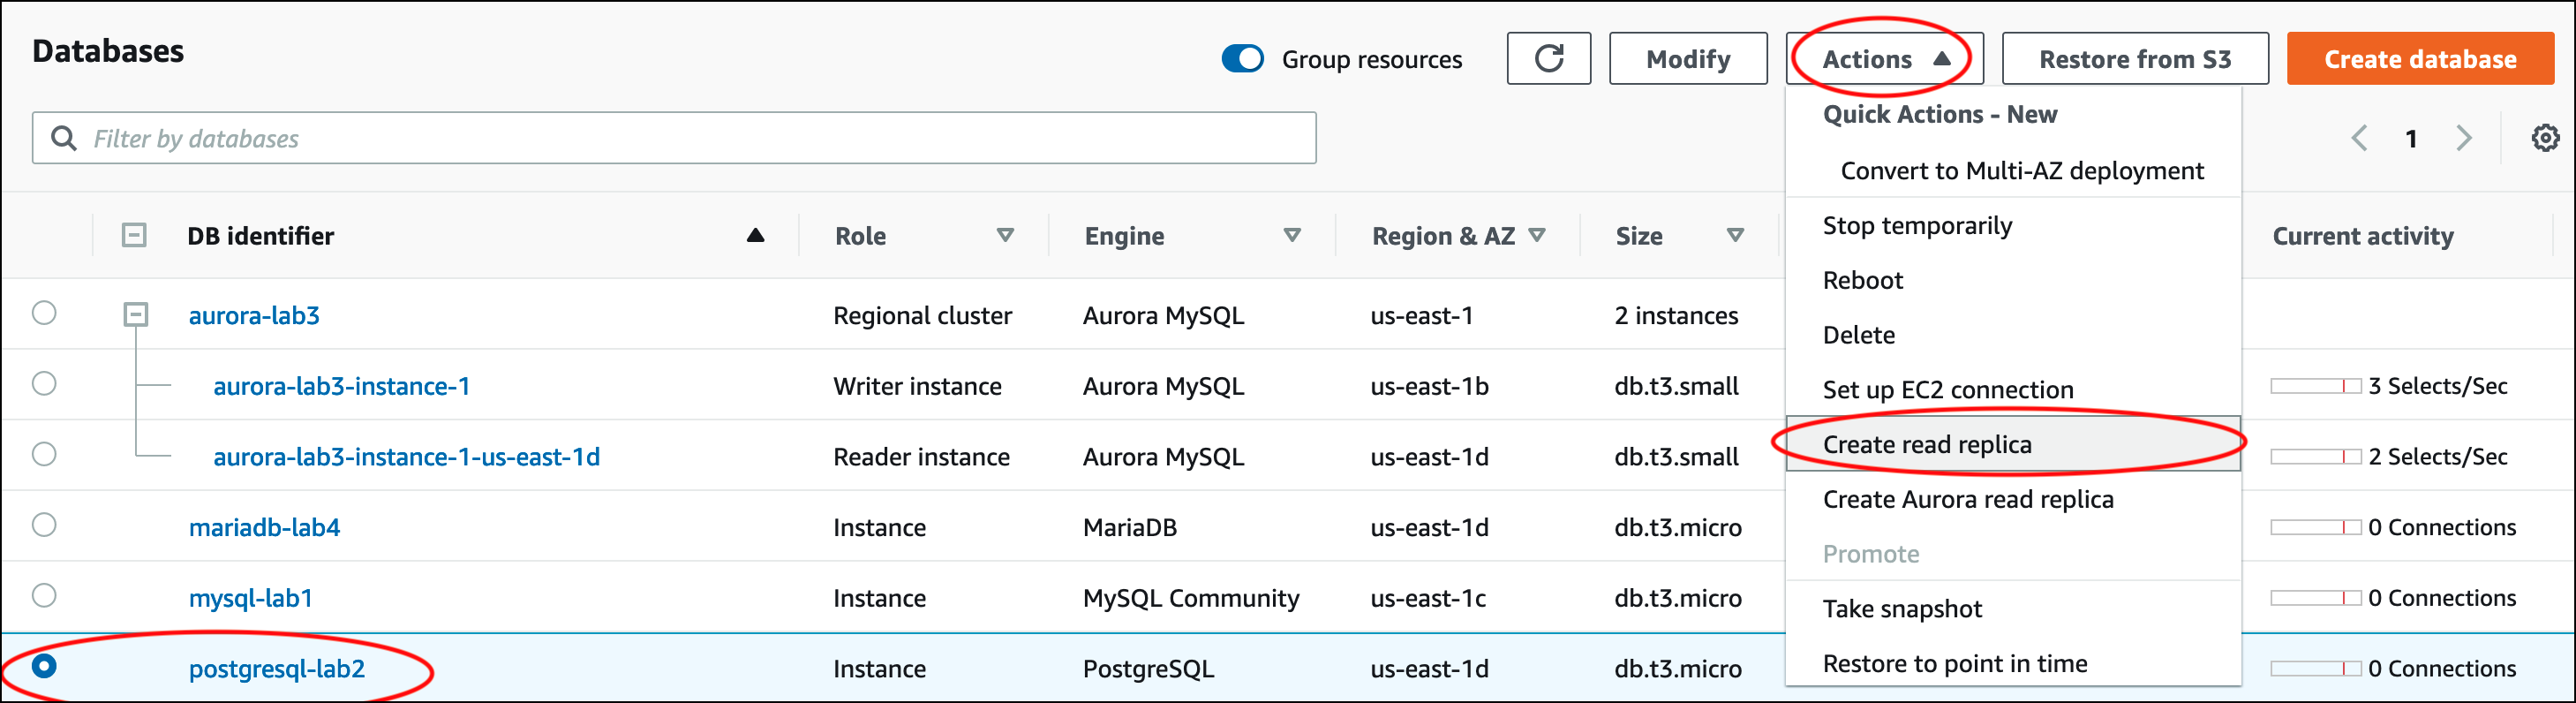 Databases
Group resources
Modify
Actions
Restore from S3
Create database
Filter by databases
1
Quick Actions - New
Convert to Multi-AZ deployment
Stop temporarily
Reboot
Delete
Set up EC2 connection
Create read replica
Create Aurora read replica
Promote
Take snapshot
Restore to point in time
DB identifier Role Engine Region & AZ Size Current activity
aurora-lab3 Regional cluster Aurora MySQL us-east-1 2 instances
aurora-lab3-instance-1 Writer instance Aurora MySQL us-east-1b db.t3.small 3 Selects/Sec
aurora-lab3-instance-1-us-east-1d Reader instance Aurora MySQL us-east-1d db.t3.small 2 Selects/Sec
mariadb-lab4 Instance MariaDB us-east-1d db.t3.micro 0 Connections
mysql-lab1 Instance MySQL Community us-east-1c db.t3.micro 0 Connections
postgresql-lab2 Instance PostgreSQL us-east-1d db.t3.micro 0 Connections